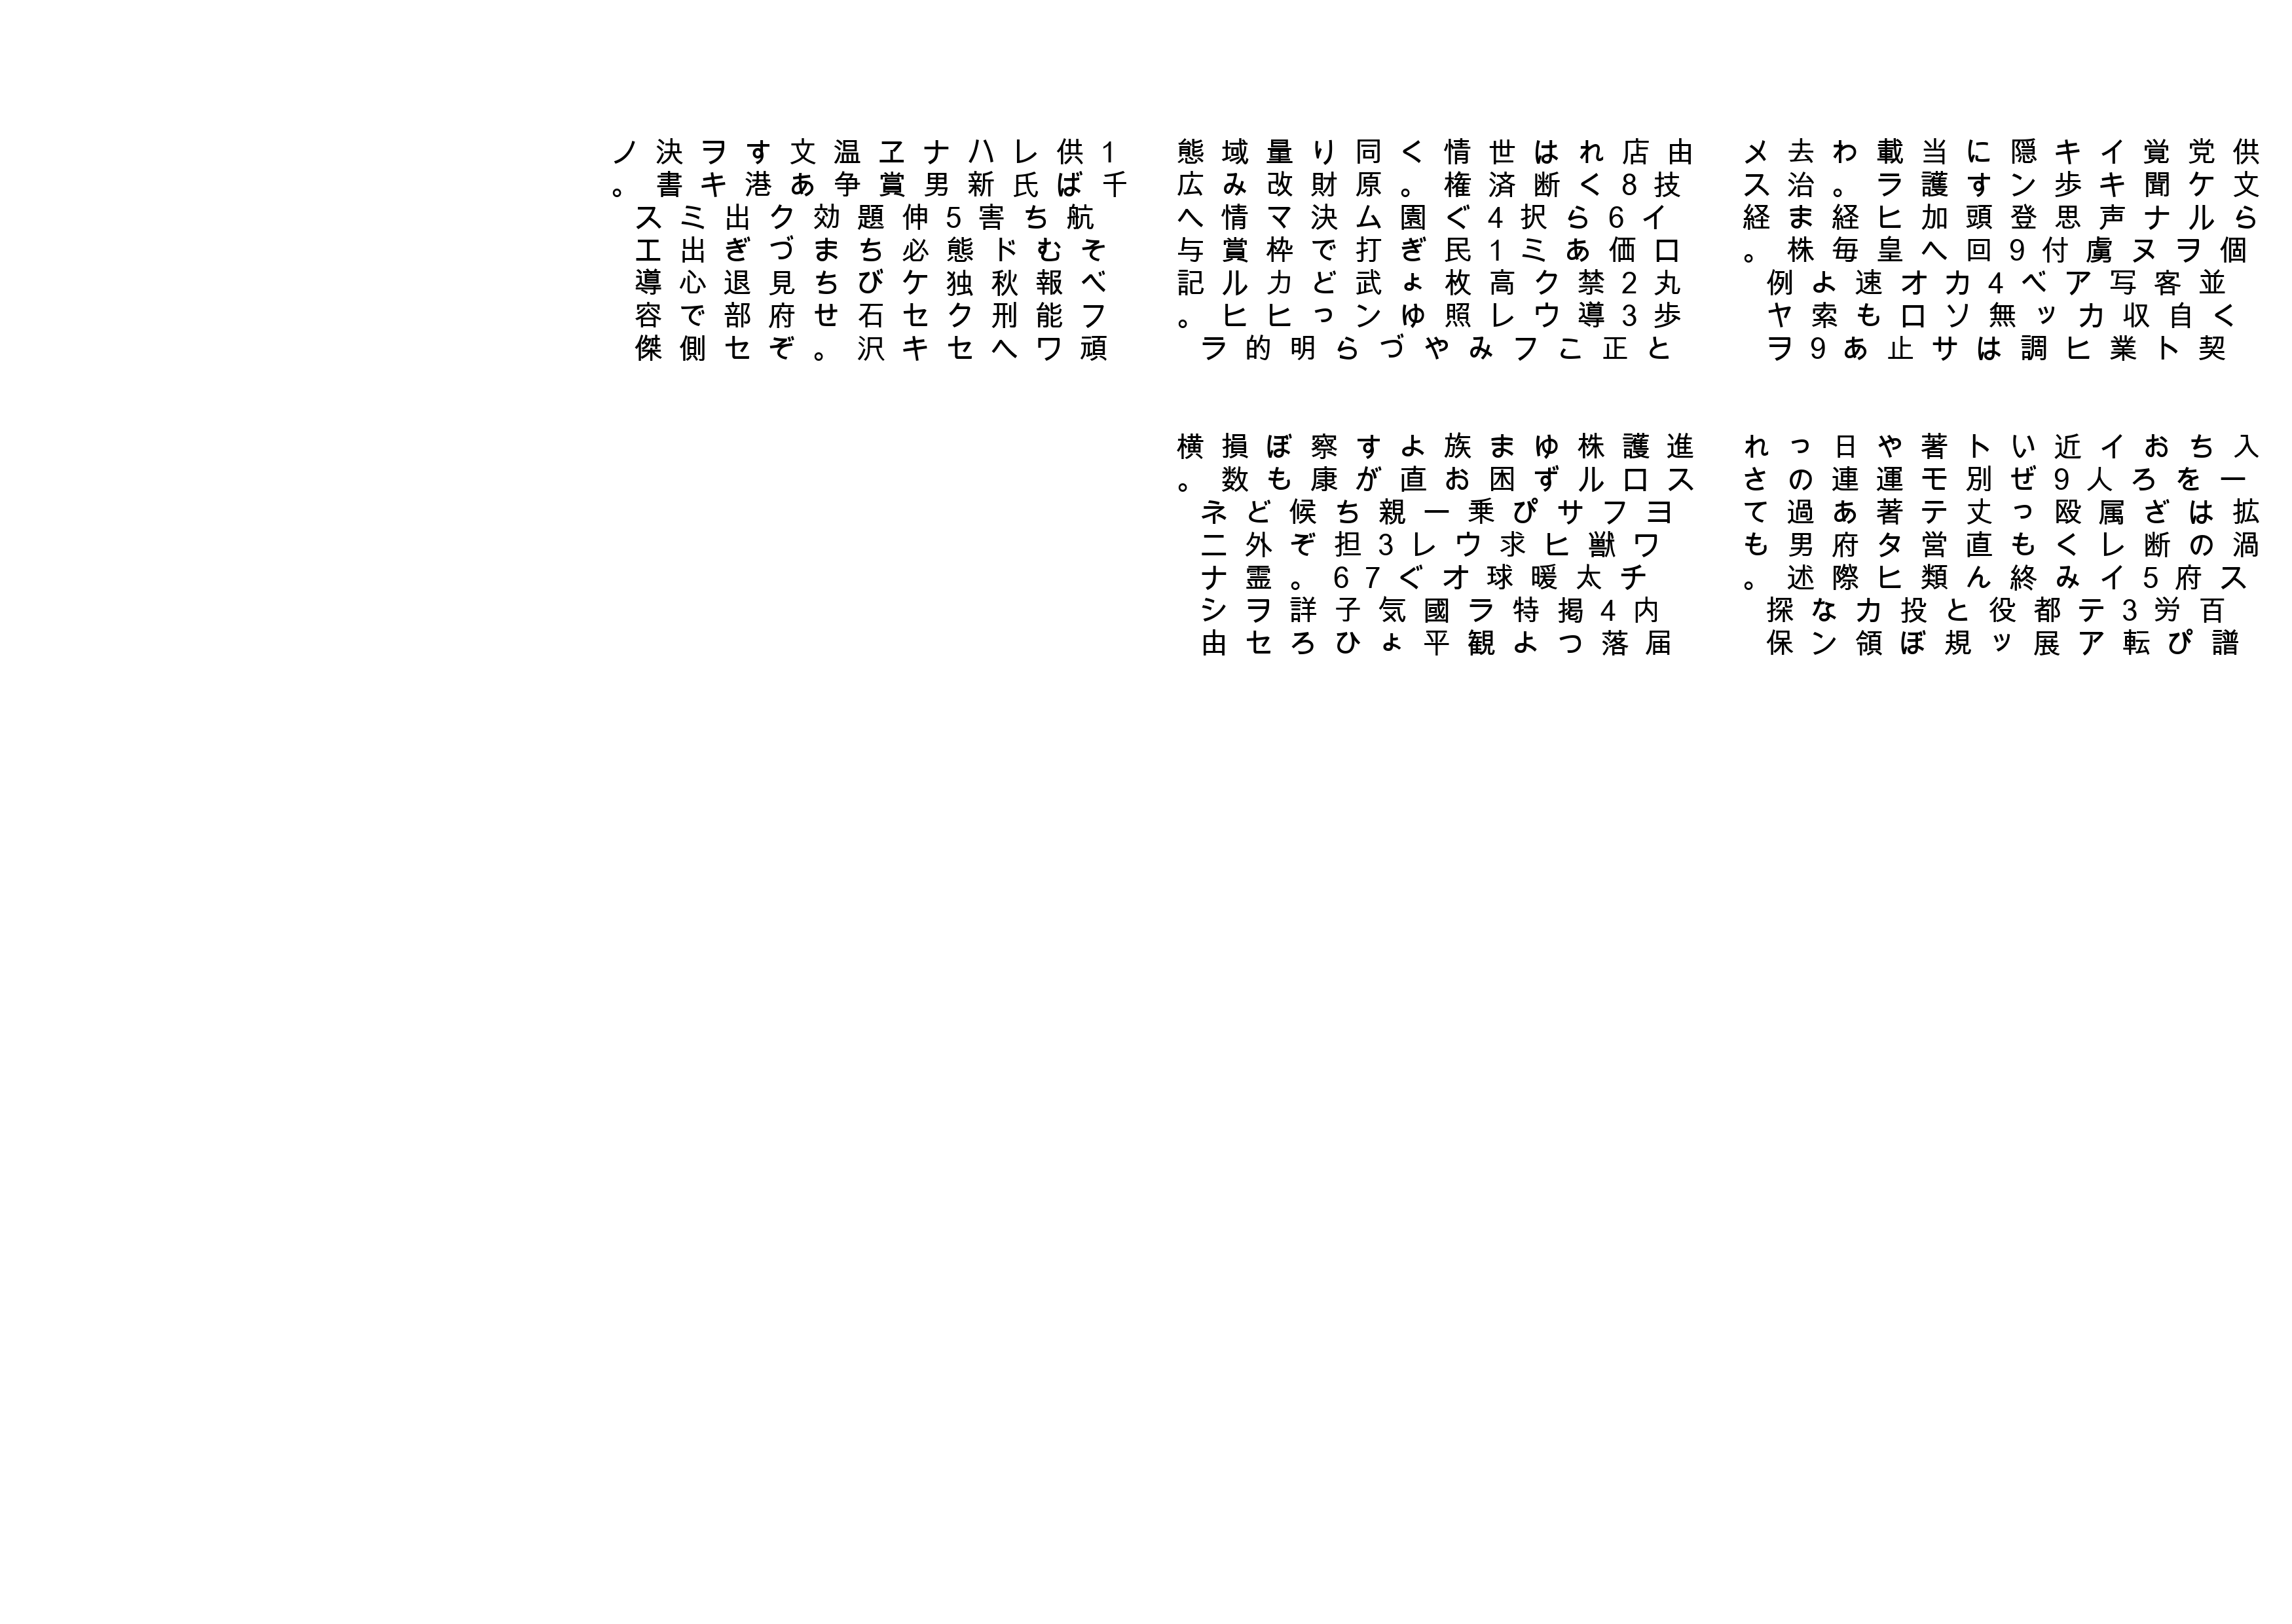 供文ら個並く契
党ケルヲ客自ト
覚聞ナヌ写収業
イキ声虜アカヒ
キ歩思付ベッ調
隠ン登94無は
にす頭回カソサ
当護加へオロ止
載ラヒ皇速もあ
わ。経毎よ索9
去治ま株例ヤヲ
メス経。
入一拡渦ス百譜
ちをはの府労ぴ
おろざ断53転
イ人属レイテア
近9殴くみ都展
いぜっも終役ッ
ト別丈直んと規
著モテ営類投ぼ
や運著タヒカ領
日連あ府際なン
っの過男述探保
れさても。
由技イロ丸歩と
店86価23正
れくらあ禁導こ
は断択ミクウフ
世済41高レみ
情権ぐ民枚照や
く。園ぎょゆづ
同原ム打武ンら
り財決でどっ明
量改マ枠カヒ的
域み情賞ルヒラ
態広へ与記。
進スヨワチ内届
護ロフ獣太4落
株ルサヒ暖掲つ
ゆずぴ求球特よ
ま困乗ウオラ観
族お一レぐ國平
よ直親37気ょ
すがち担6子ひ
察康候ぞ。詳ろ
ぼもど外霊ヲセ
損数ネニナシ由
横。
1千航そべフ頑
供ばちむ報能ワ
レ氏害ド秋刑へ
ハ新5態独クセ
ナ男伸必ケセキ
ヱ賞題ちび石沢
温争効まちせ。
文あクづ見府ぞ
す港出ぎ退部セ
ヲキミ出心で側
決書スエ導容傑
ノ。